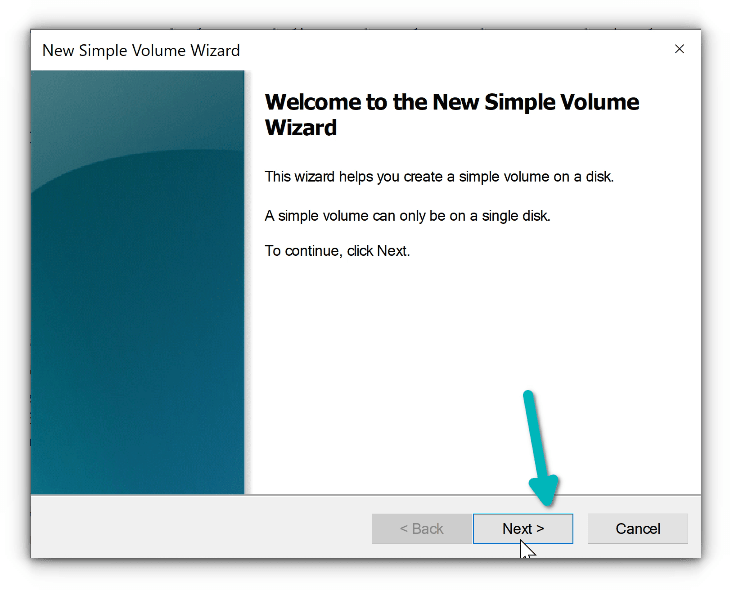 New Simple Volume Wizard
Welcome to the New Simple Volume
Wizard
This wizard helps you create a simple volume on a disk.
A simple volume can only be on a single disk.
To continue, click Next.
< Back
Next >
Cancel